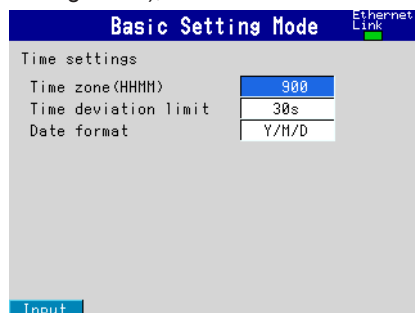 Basic Setting Mode
Ethernet
Link
Time settings
Time zone(HHMM) 900
Time deviation limit 30s
Date format Y/M/D
Input